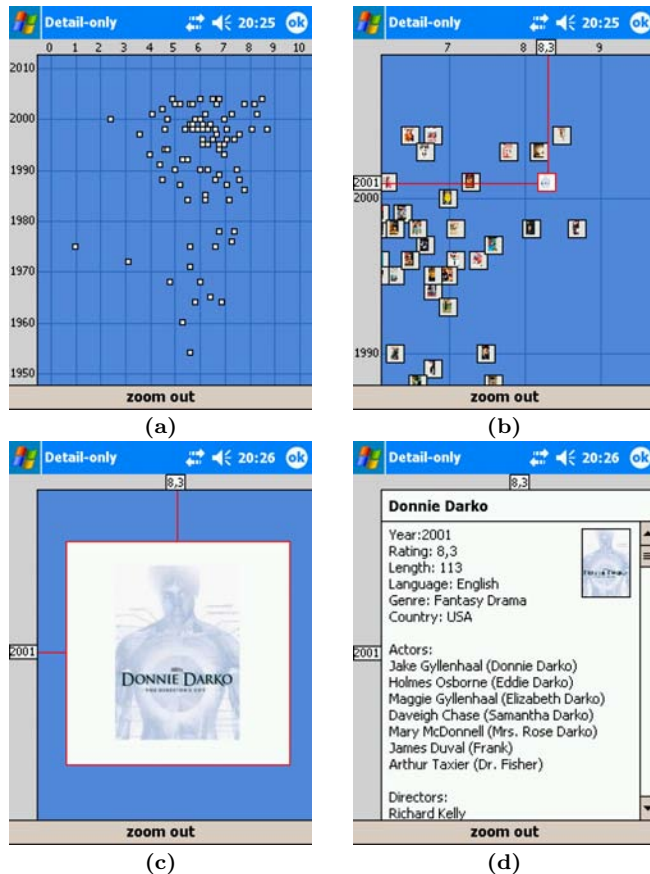 Detail-only 20:25 ok
0 1 2 3 4 5 6 7 8 9 10
2010
2000
1990
1980
1970
1960
1950
zoom out
(a)
Detail-only 20:25 ok
7 8 8,3 9
2001
2000
1990
zoom out
(b)
Detail-only 20:26 ok
8,3
2001
DONNIE DARKO
THE DIRECTOR'S CUT
zoom out
(c)
Detail-only 20:26 ok
8,3
Donnie Darko
Year:2001
Rating: 8,3
Length: 113
Language: English
Genre: Fantasy Drama
Country: USA
DONNIE DARKO
2001
Actors:
Jake Gyllenhaal (Donnie Darko)
Holmes Osborne (Eddie Darko)
Maggie Gyllenhaal (Elizabeth Darko)
Daveigh Chase (Samantha Darko)
Mary McDonnell (Mrs. Rose Darko)
James Duval (Frank)
Arthur Taxier (Dr. Fisher)
Directors:
Richard Kelly
zoom out
(d)